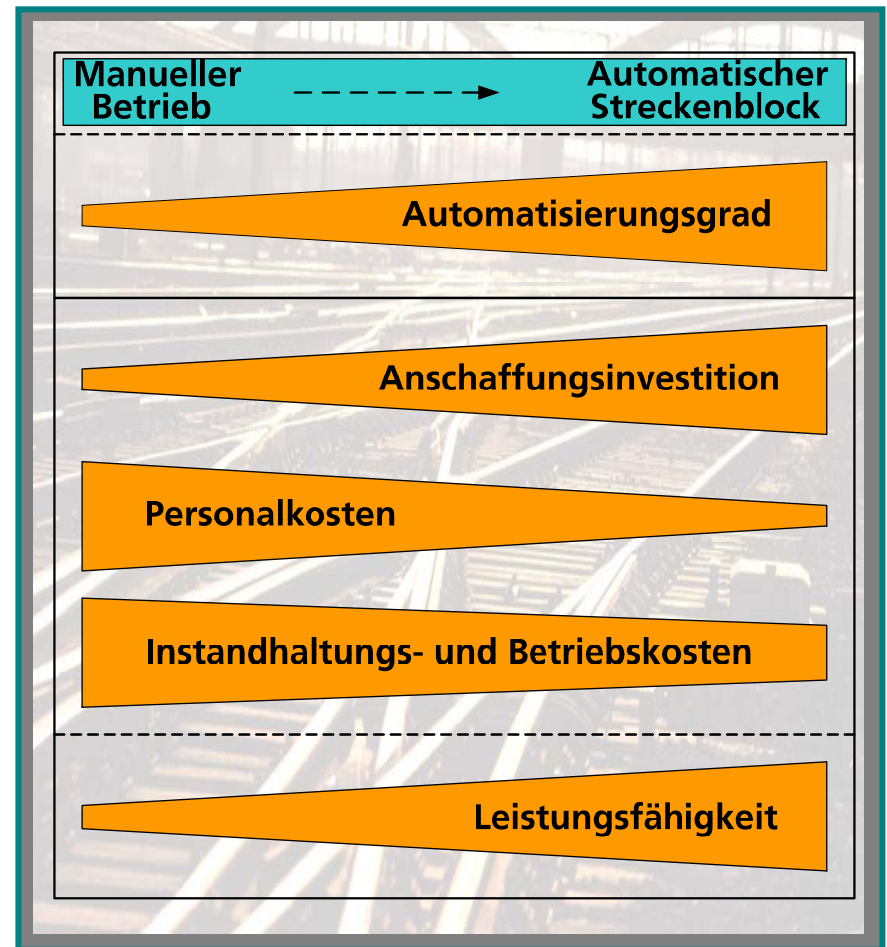 Manueller
Betrieb
Automatischer
Streckenblock
Automatisierungsgrad
Anschaffungsinvestition
Personalkosten
Instandhaltungs- und Betriebskosten
Leistungsfähigkeit